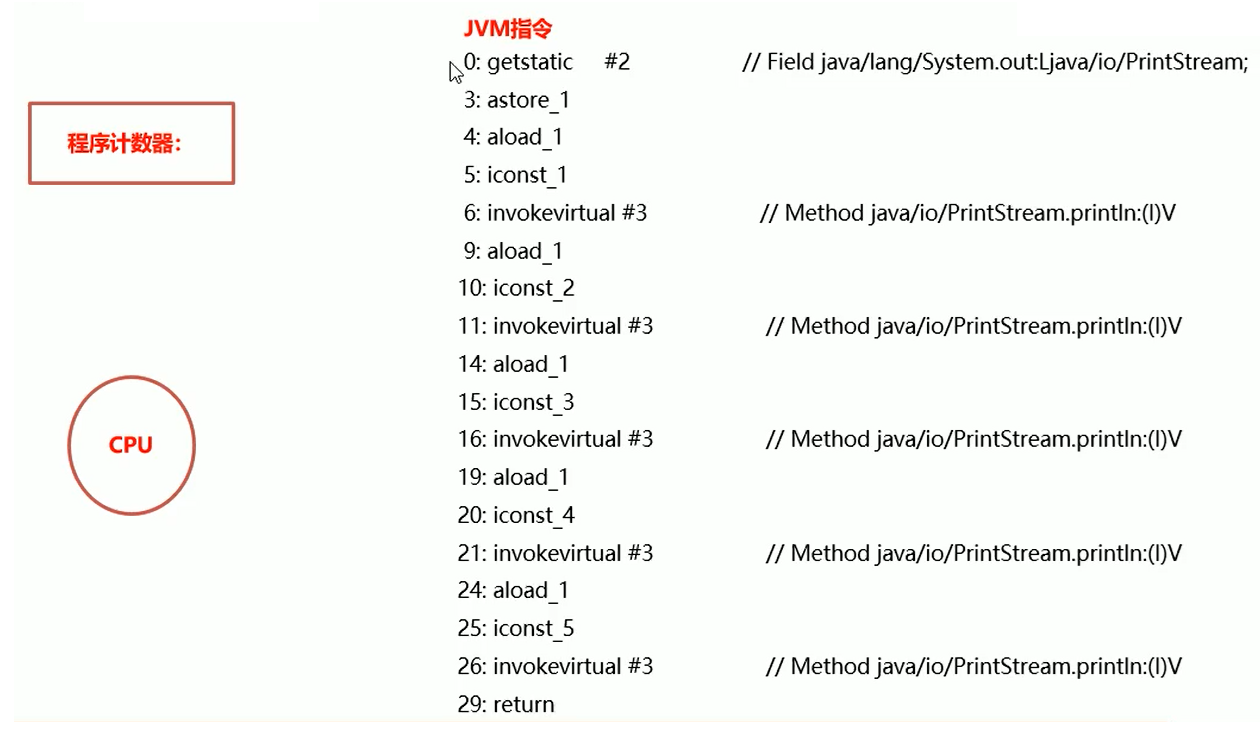 JVM指令
0: getstatic #2 // Field java/lang/System.out:Ljava/io/PrintStream;
3: astore_1
程序计数器：
4: aload_1
5: iconst_1
6: invokevirtual #3 // Method java/io/PrintStream.println:(I)V
9: aload_1
10: iconst_2
11: invokevirtual #3 // Method java/io/PrintStream.println:(I)V
14: aload_1
15: iconst_3
CPU
16: invokevirtual #3 // Method java/io/PrintStream.println:(I)V
19: aload_1
20: iconst_4
21: invokevirtual #3 // Method java/io/PrintStream.println:(I)V
24: aload_1
25: iconst_5
26: invokevirtual #3 // Method java/io/PrintStream.println:(I)V
29: return